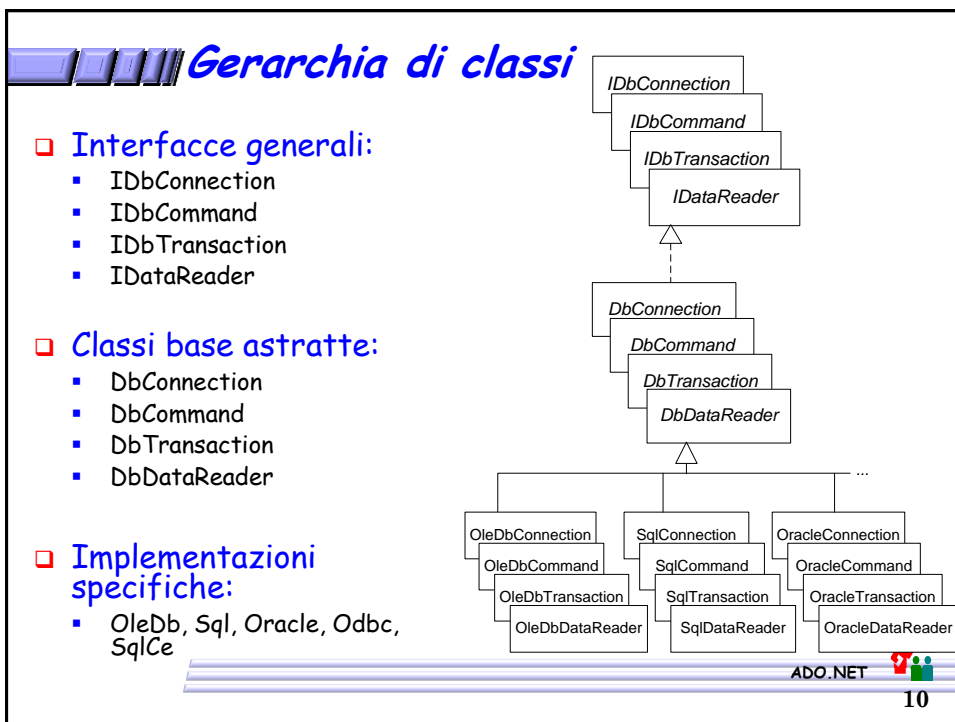 Gerarchia di classi
Interfacce generali:
IDbConnection
IDbCommand
IDbTransaction
IDataReader
Classi base astratte:
DbConnection
DbCommand
DbTransaction
DbDataReader
Implementazioni
specifiche:
OleDb, Sql, Oracle, Odbc,
SqlCe
IDbConnection
IDbCommand
IDbTransaction
IDataReader
DbConnection
DbCommand
DbTransaction
DbDataReader
...
OleDbConnection
OleDbCommand
OleDbTransaction
OleDbDataReader
SqlConnection
SqlCommand
SqlTransaction
SqlDataReader
OracleConnection
OracleCommand
OracleTransaction
OracleDataReader
ADO.NET
10